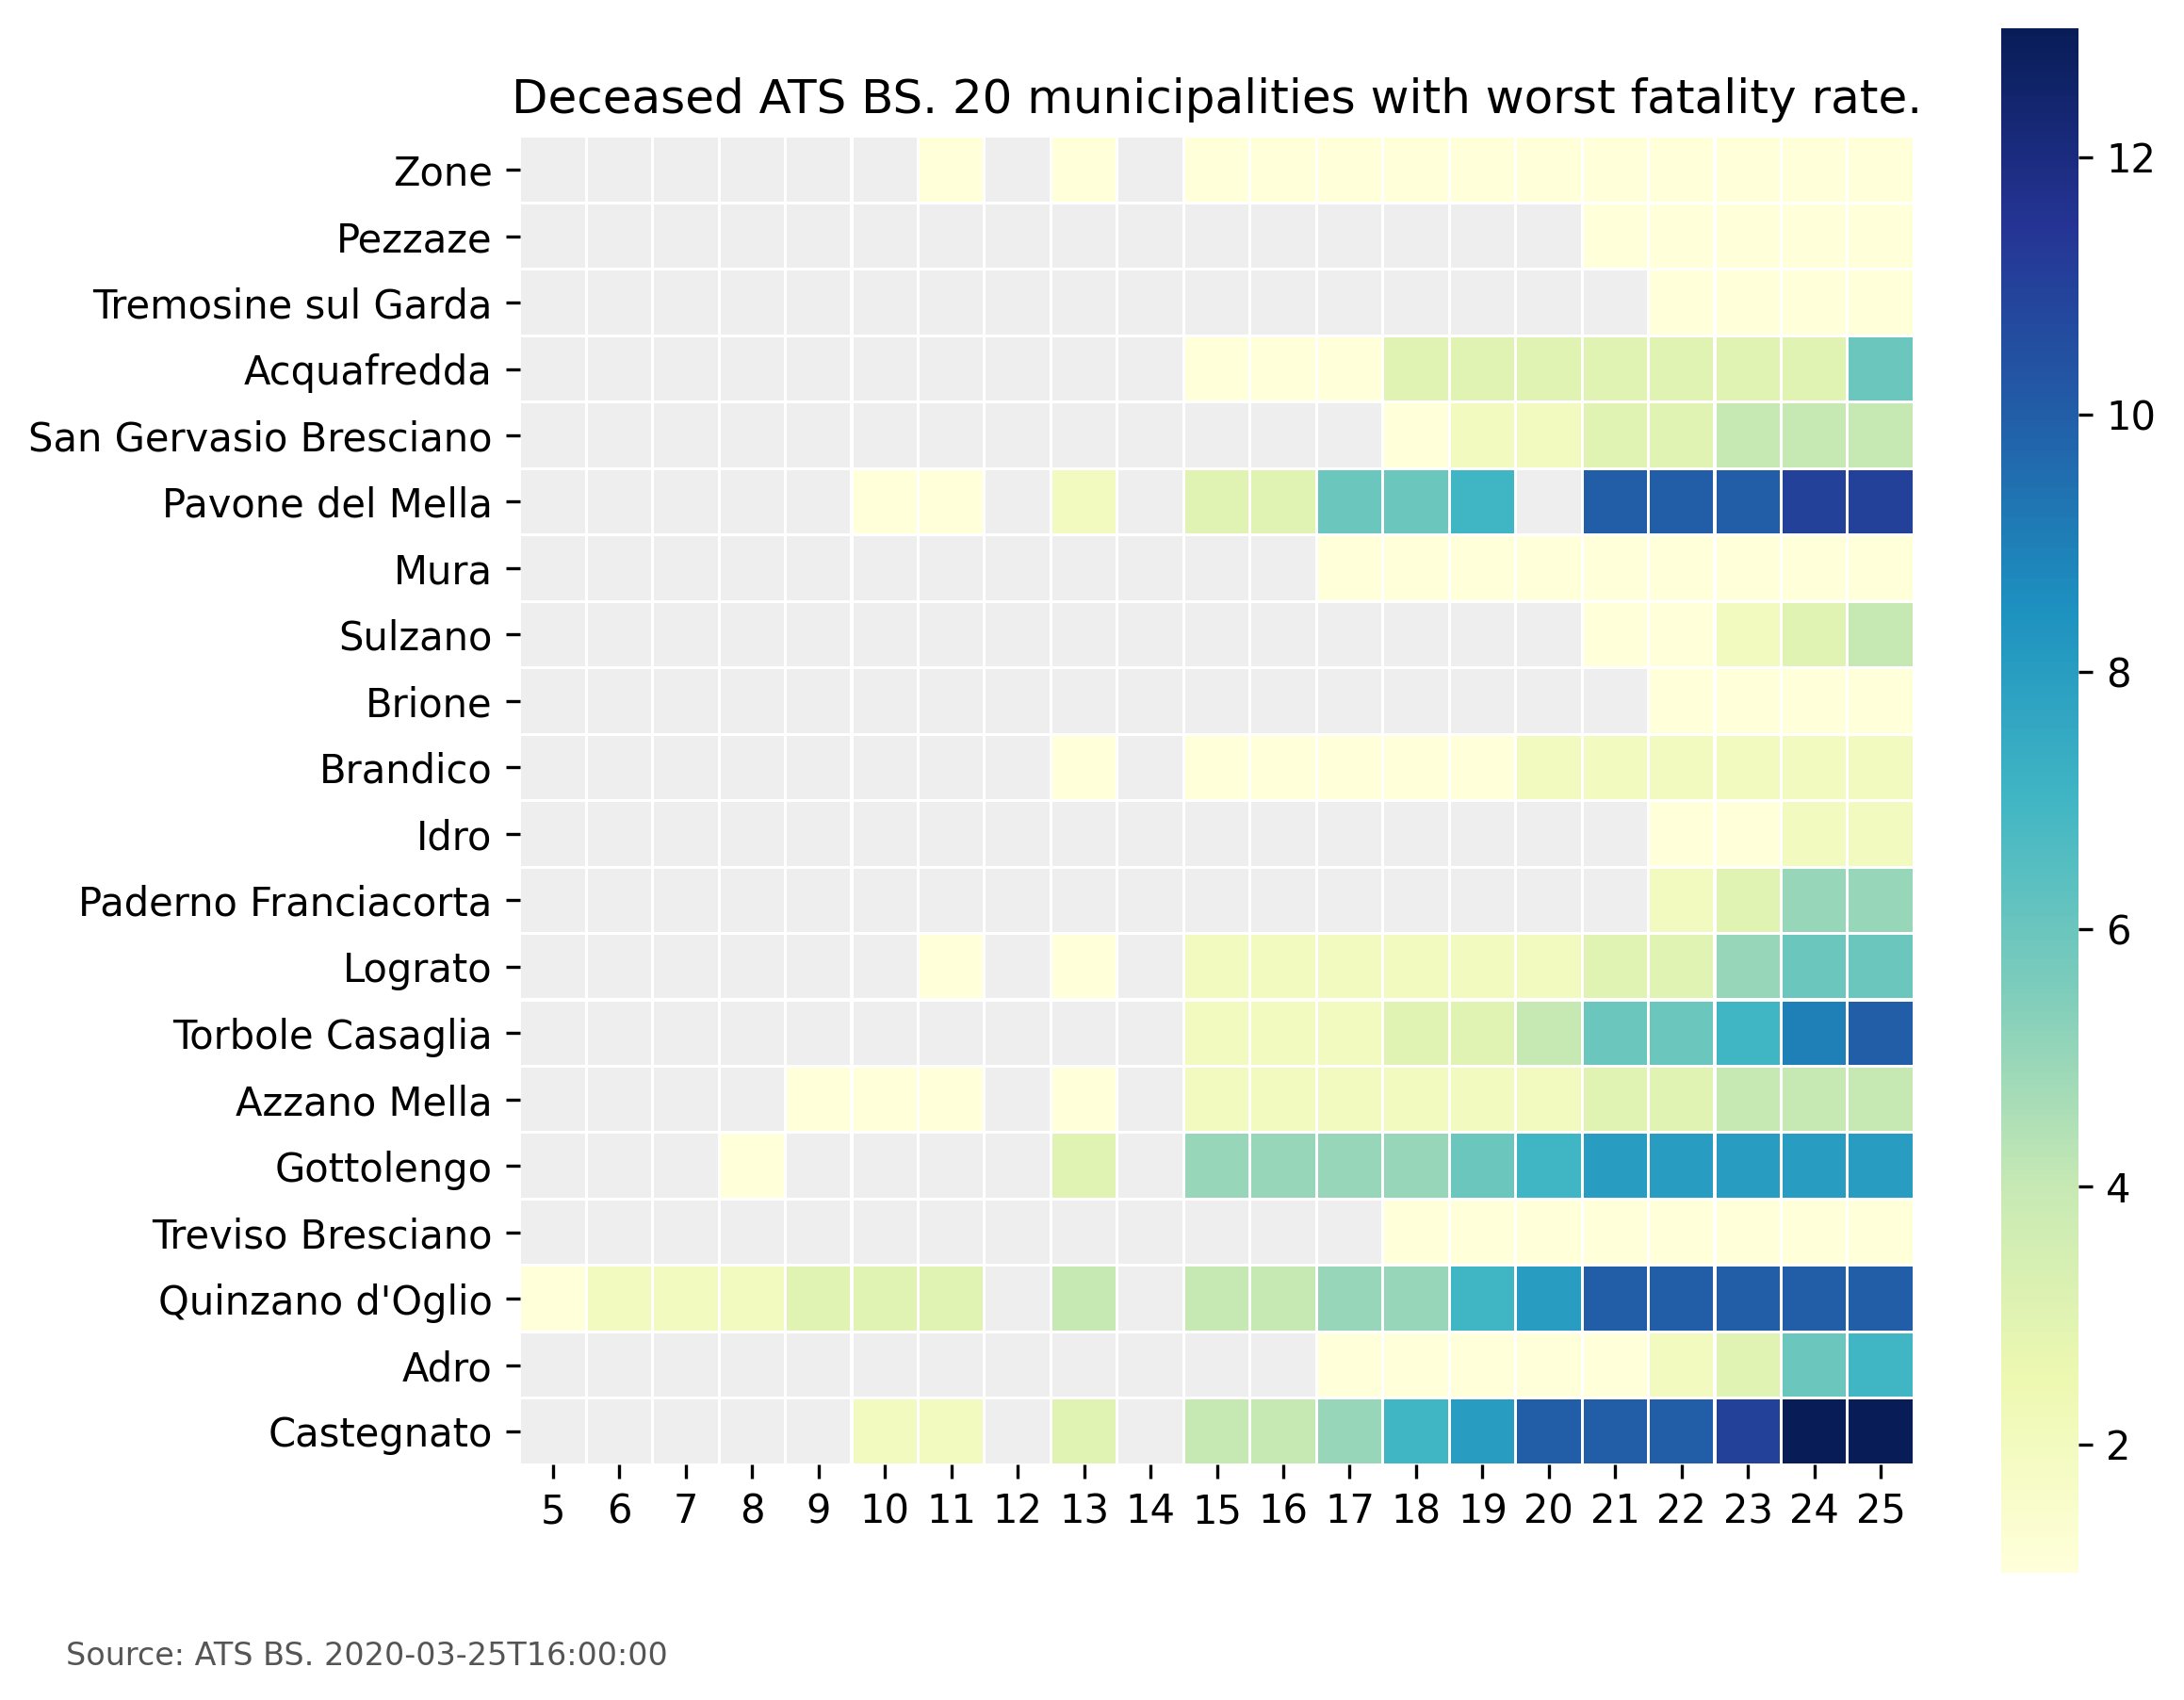 Deceased ATS BS. 20 municipalities with worst fatality rate.
Zone
Pezzaze
Tremosine sul Garda
Acquafredda
San Gervasio Bresciano
Pavone del Mella
Mura
Sulzano
Brione
Brandico
Idro
Paderno Franciacorta
Lograto
Torbole Casaglia
Azzano Mella
Gottolengo
Treviso Bresciano
Quinzano d'Oglio
Adro
Castegnato
5 6 7 8 9 10 11 12 13 14 15 16 17 18 19 20 21 22 23 24 25
12
10
8
6
4
2
Source: ATS BS. 2020-03-25T16:00:00